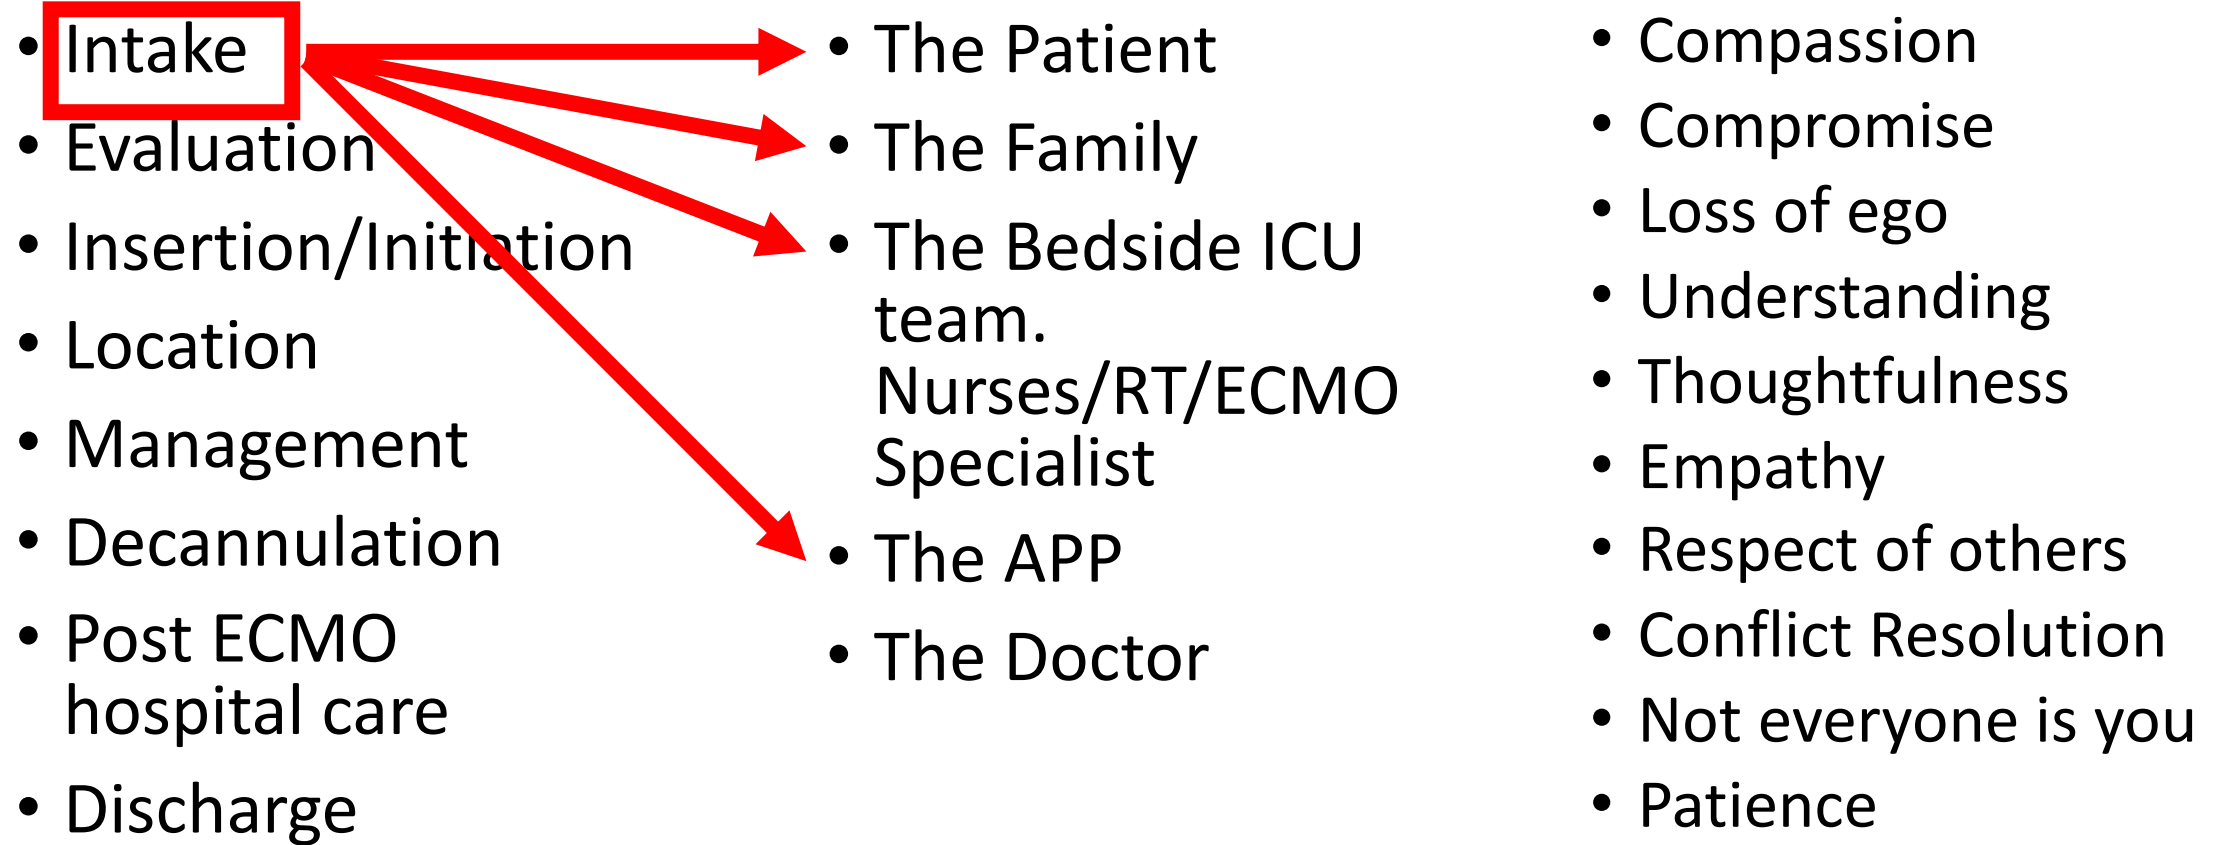 • Intake
• Evaluation
• Insertion/Initiation
• Location
• Management
• Decannulation
• Post ECMO
hospital care
• Discharge
• The Patient
• The Family
• The Bedside ICU
team.
Nurses/RT/ECMO
Specialist
• The APP
• The Doctor
• Compassion
• Compromise
• Loss of ego
• Understanding
• Thoughtfulness
• Empathy
• Respect of others
• Conflict Resolution
• Not everyone is you
• Patience